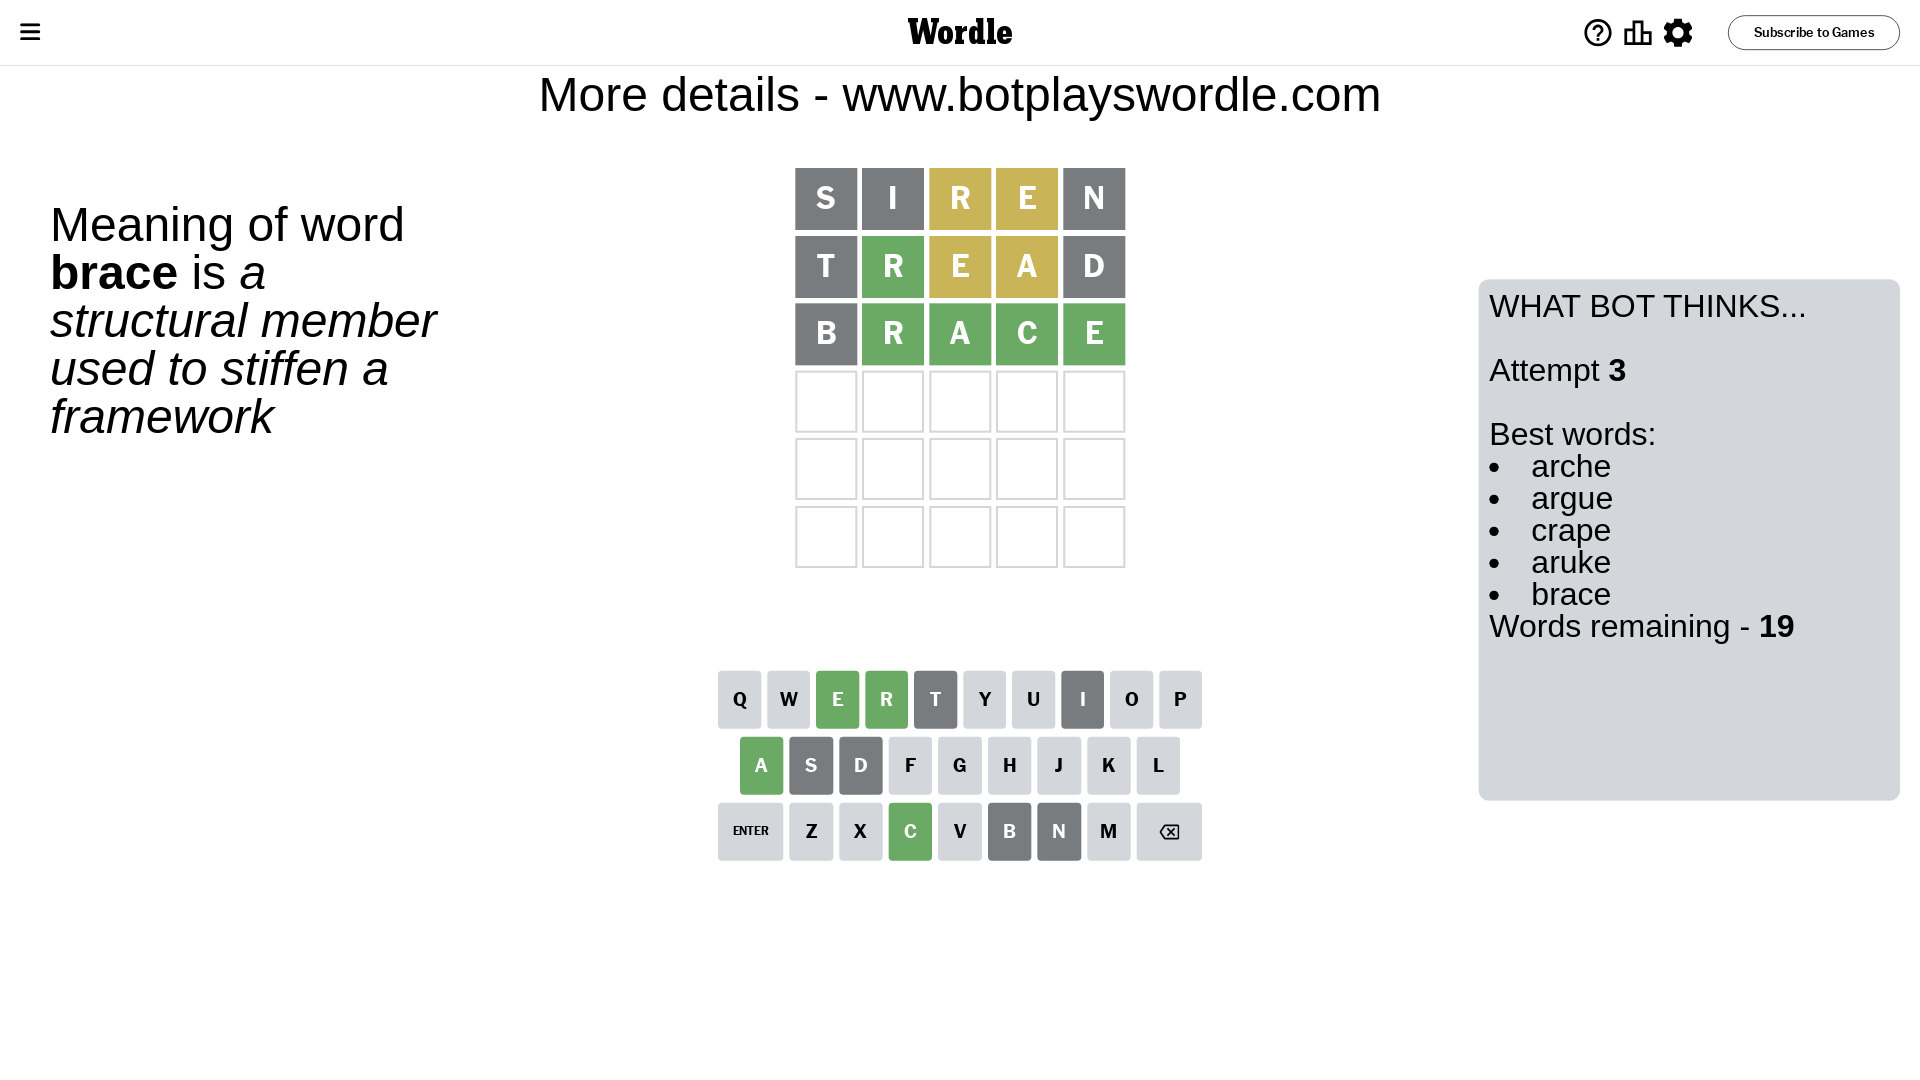 Wordle
Subscribe to Games
More details - www.botplayswordle.com
Meaning of word
brace is a
structural member
used to stiffen a
framework
S I R E N
T R E A D
B R A C E
WHAT BOT THINKS...
Attempt 3
Best words:
• arche
• argue
• crape
• aruke
• brace
Words remaining - 19
Q W E R T Y U I O P
A S D F G H J K L
ENTER Z X C V B N M